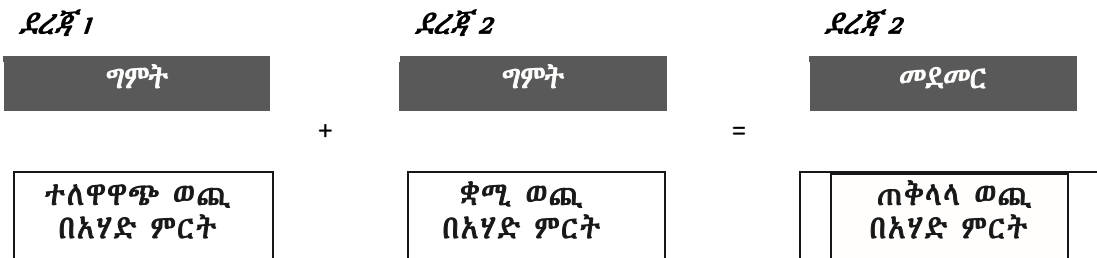 ደረጃ 1
ደረጃ 2
ደረጃ 2
ግምት
ግምት
መደመር
+
=
ተለዋዋጭ ወጪ
በአሃድ ምርት
ቋሚ ወጪ
በአሃድ ምርት
ጠቅላላ ወጪ
በአሃድ ምርት